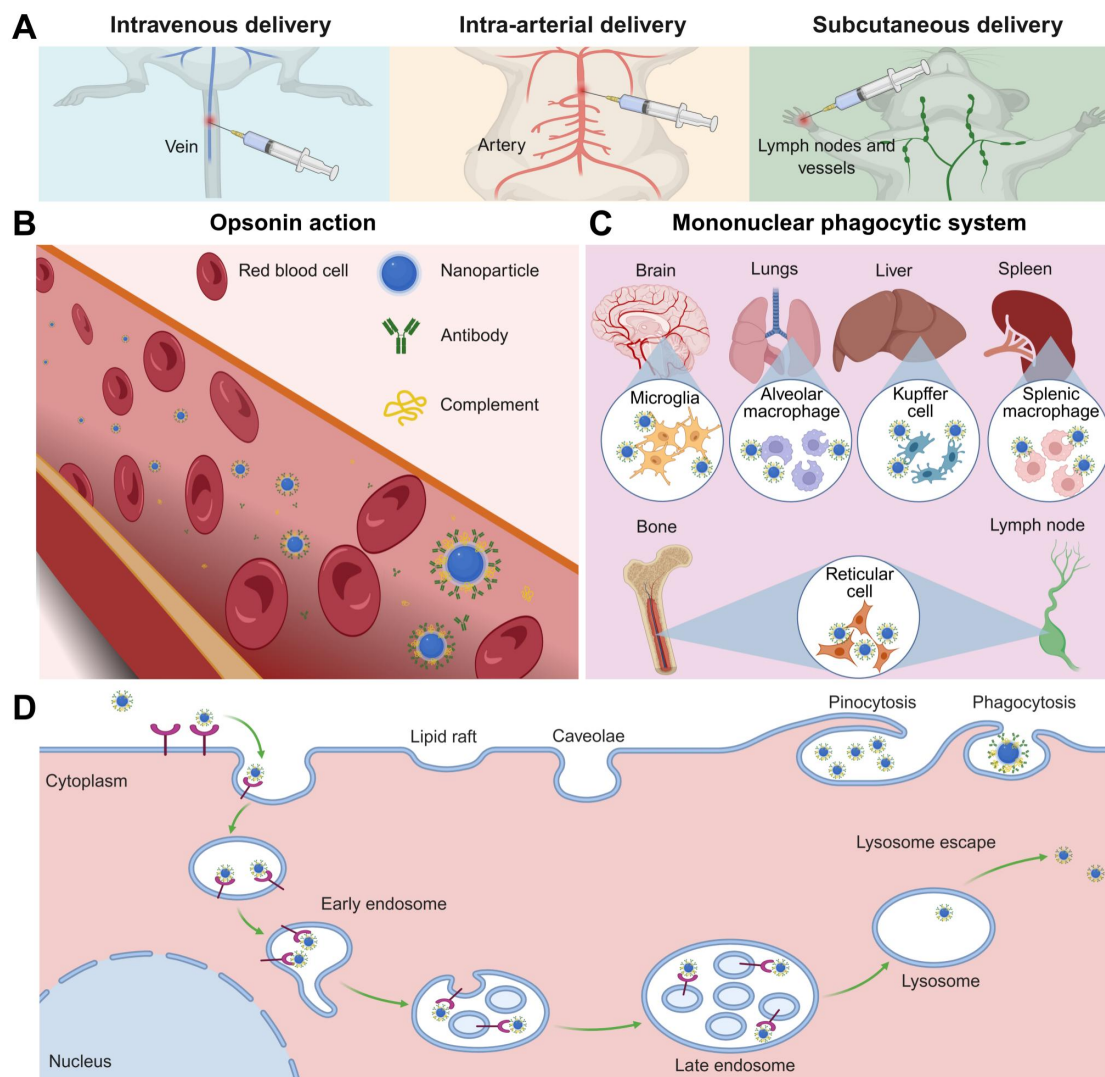 A
Intravenous delivery
Intra-arterial delivery
Subcutaneous delivery
Vein
Artery
Lymph nodes and
vessels
B
Opsonin action
Red blood cell
Nanoparticle
Antibody
Complement
C
Mononuclear phagocytic system
Brain
Lungs
Liver
Spleen
Microglia
Alveolar
macrophage
Kupffer
cell
Splenic
macrophage
Bone
Lymph node
Reticular
cell
D
Pinocytosis
Phagocytosis
Lipid raft
Caveolae
Cytoplasm
Lysosome escape
Early endosome
Lysosome
Nucleus
Late endosome